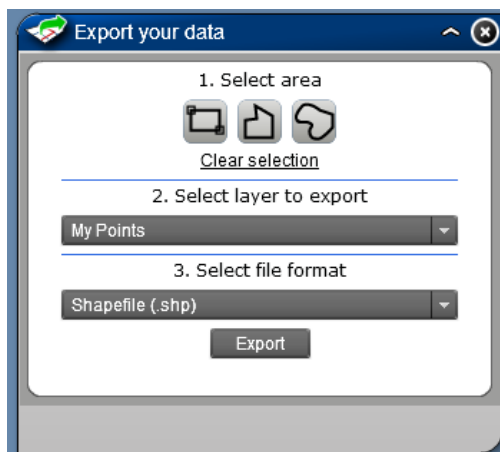 Export your data
1. Select area
Clear selection
2. Select layer to export
My Points
3. Select file format
Shapefile (.shp)
Export